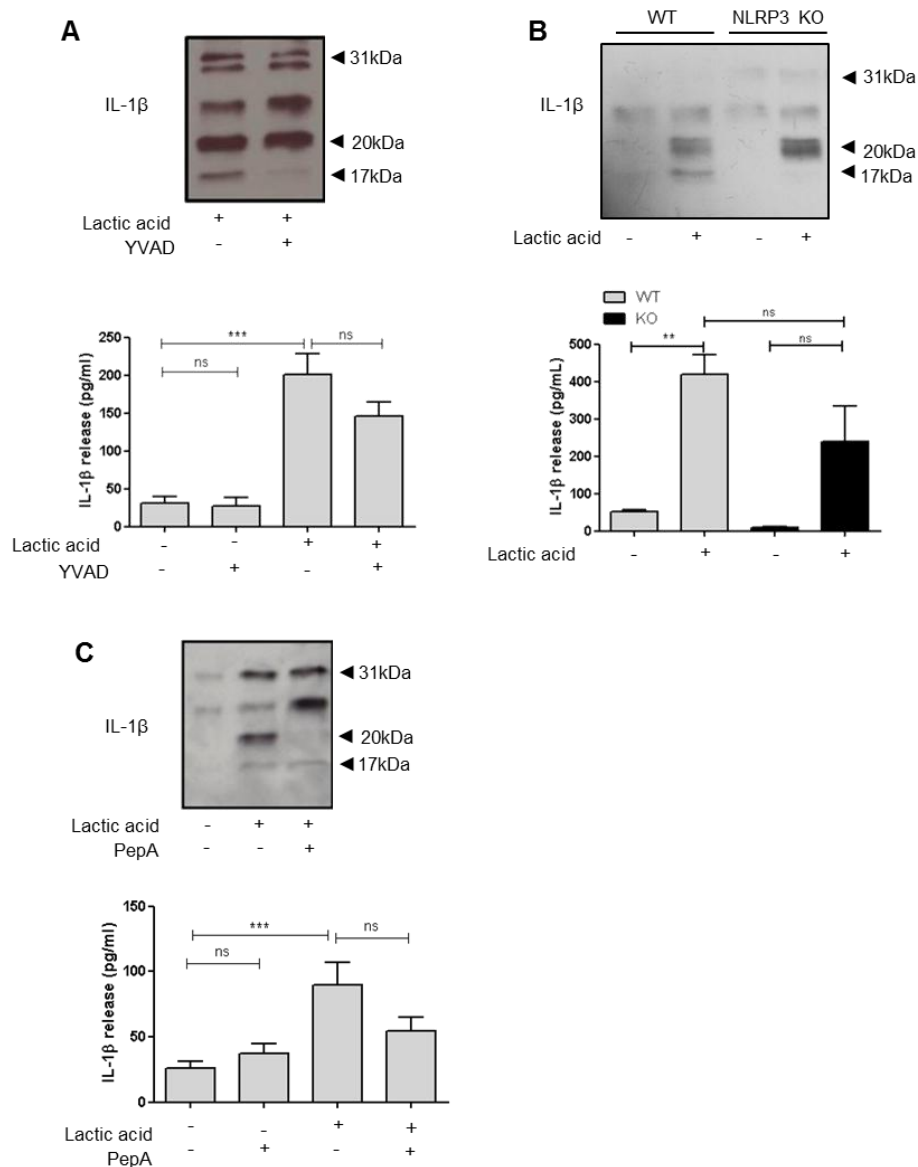 A
IL-1β
◄31kDa
◄ 20kDa
◄ 17kDa
Lactic acid + +
YVAD - +
IL-1β release (pg/ml)
250
200
150
100
50
0
***
ns
ns
Lactic acid - - + +
YVAD - + - +
B
WT NLRP3 KO
IL-1β
◄ 31kDa
◄ 20kDa
◄ 17kDa
Lactic acid - + - +
WT
KO
IL-1β release (pg/mL)
500
400
300
200
100
0
ns
**
ns
Lactic acid - + - +
C
IL-1β
◄31kDa
◄ 20kDa
◄17kDa
Lactic acid - + +
PepA - - +
IL-1β release (pg/ml)
150
100
50
0
***
ns
ns
Lactic acid - - + +
PepA - + - +